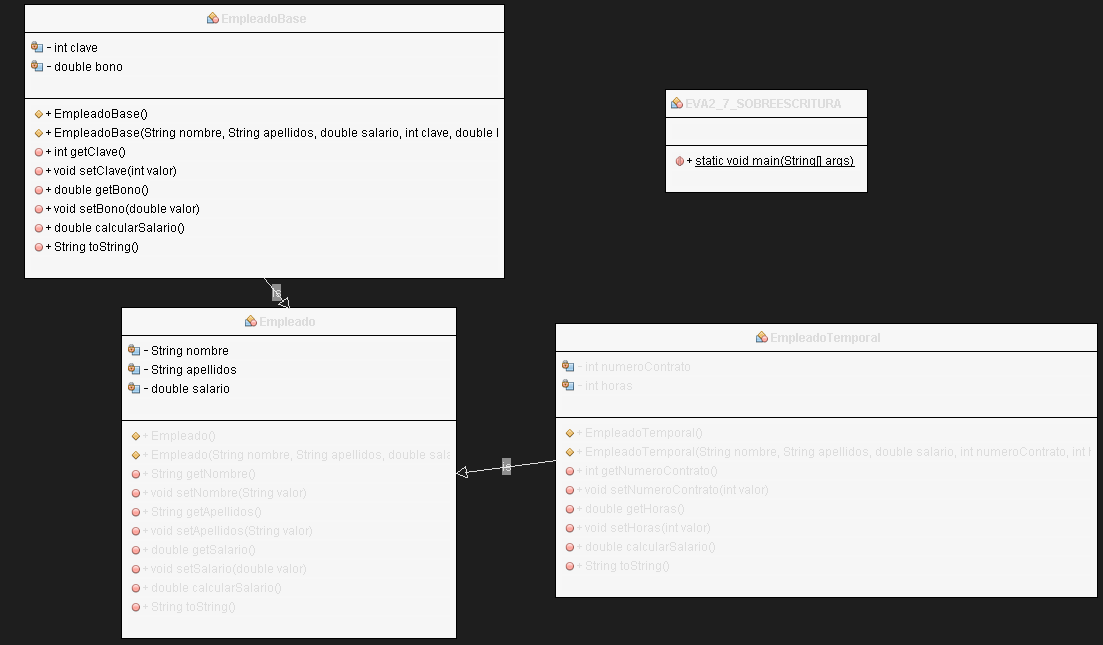 EmpleadoBase
- int clave
- double bono
+ EmpleadoBase()
+ EmpleadoBase(String nombre, String apellidos, double salario, int clave, double
+ int getClave()
+ void setClave(int valor)
+ double getBono()
+ void setBono(double valor)
+ double calcularSalario()
+ String toString()
EVA2_7_SOBREESCRITURA
+ static void main(String[] args)
Is
Empleado
- String nombre
- String apellidos
- double salario
+ Empleado()
+ Empleado(String nombre, String apellidos, double
+ String getNombre()
+ void setNombre(String valor)
+ String getApellidos()
+ void setApellidos(String valor)
+ double getSalario()
+ void setSalario(double valor)
+ double calcularSalario()
+ String toString()
Is
EmpleadoTemporal
- int numeroContrato
- int horas
+ EmpleadoTemporal()
+ EmpleadoTemporal(String nombre, String apellidos, double salario, int numeroContrato, int
+ int getNumeroContrato()
+ void setNumeroContrato(int valor)
+ double getHoras()
+ void setHoras(int valor)
+ double calcularSalario()
+ String toString()